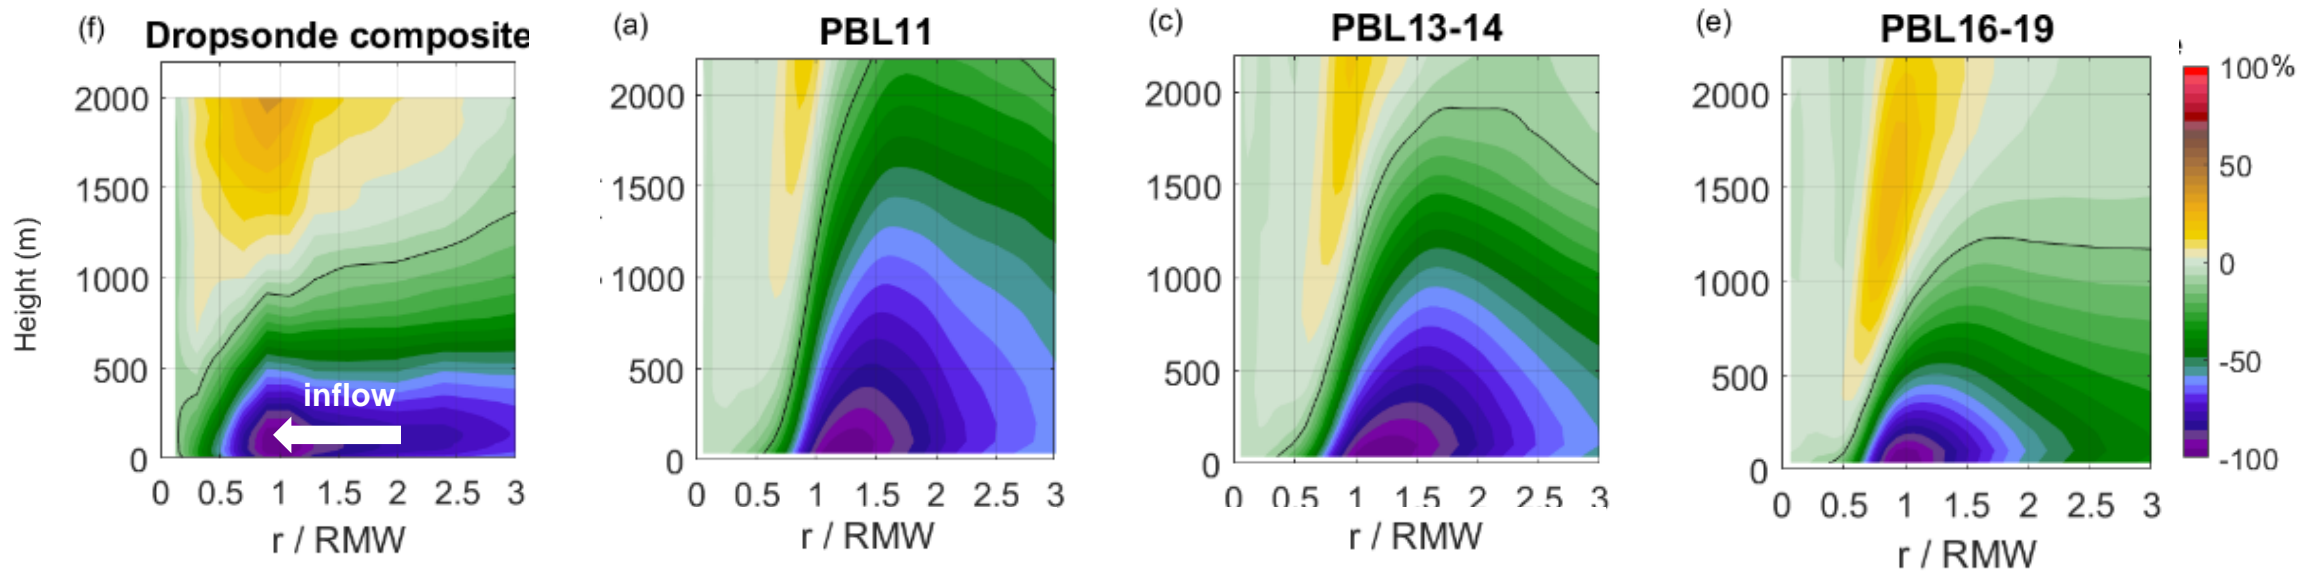 (f)
Dropsonde composite
Height (m)
2000
1500
1000
500
0
inflow
0 0.5 1 1.5 2 2.5 3
r / RMW
(a)
PBL11
2000
1500
1000
500
0
0 0.5 1 1.5 2 2.5 3
r / RMW
(c)
PBL13-14
2000
1500
1000
500
0
0 0.5 1 1.5 2 2.5 3
r / RMW
(e)
PBL16-19
2000
1500
1000
500
0
0 0.5 1 1.5 2 2.5 3
r / RMW
100%
50
0
-50
-100